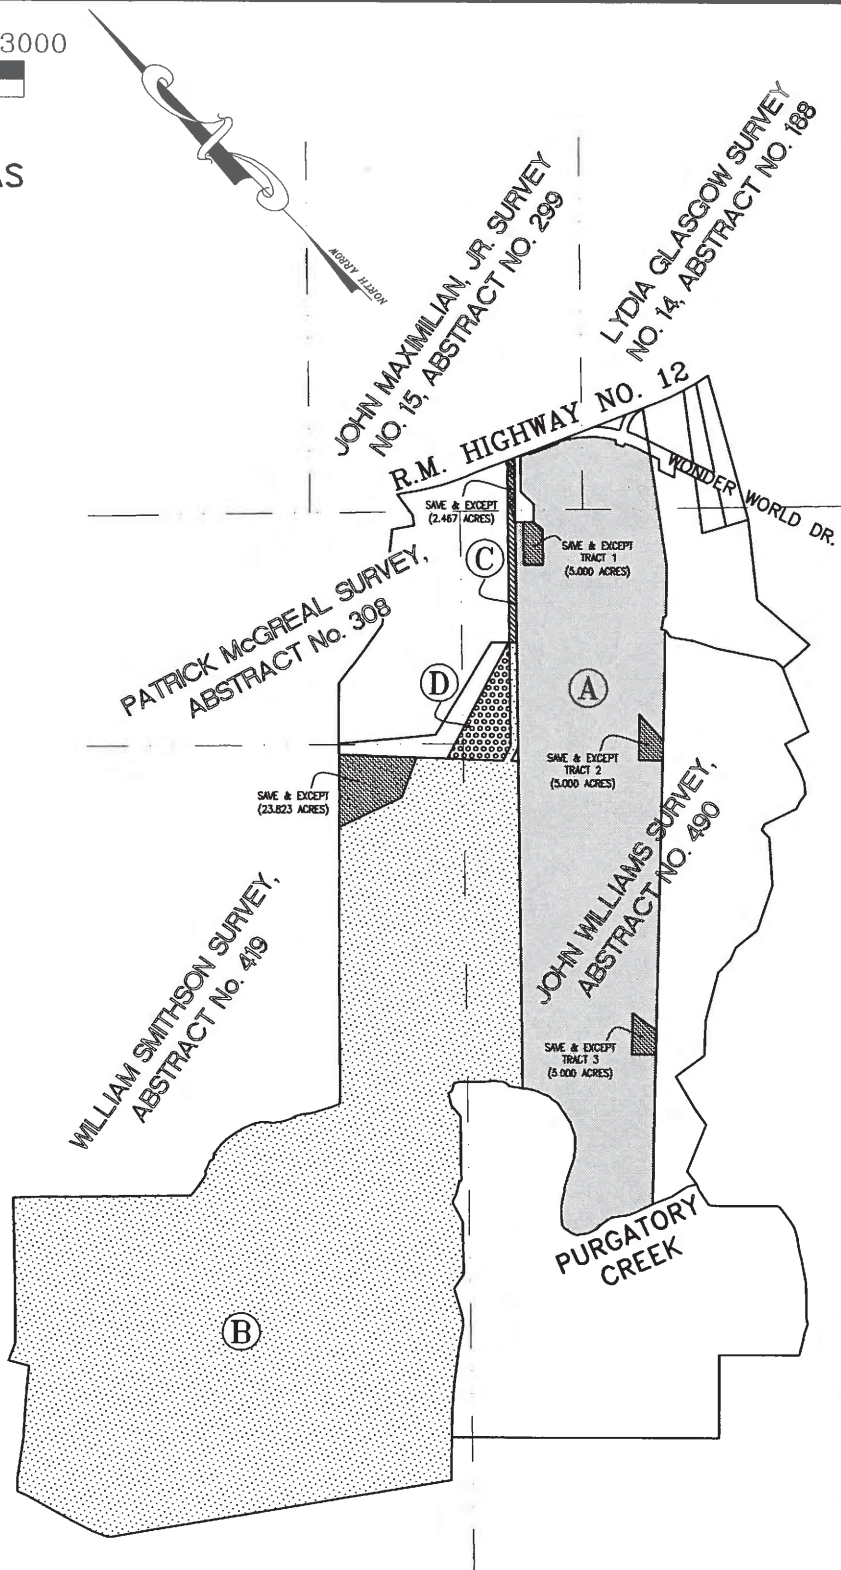 3000
AS
NORTH ARROW
JOHN MAXIMILIAN, JR. SURVEY
NO. 15, ABSTRACT NO. 299
LYDIA GLASGOW SURVEY
NO. 14, ABSTRACT NO. 188
R.M. HIGHWAY NO. 12
WONDER WORLD DR.
SAVE & EXCEPT
(2.467 ACRES)
SAVE & EXCEPT
TRACT 1
(5.000 ACRES)
C
PATRICK McGREAL SURVEY,
ABSTRACT No. 308
D
A
SAVE & EXCEPT
TRACT 2
(5.000 ACRES)
SAVE & EXCEPT
(23.823 ACRES)
JOHN WILLIAMS SURVEY,
ABSTRACT NO. 490
WILLIAM SMITHSON SURVEY,
ABSTRACT No. 419
SAVE & EXCEPT
TRACT 3
(5.000 ACRES)
PURGATORY
CREEK
B